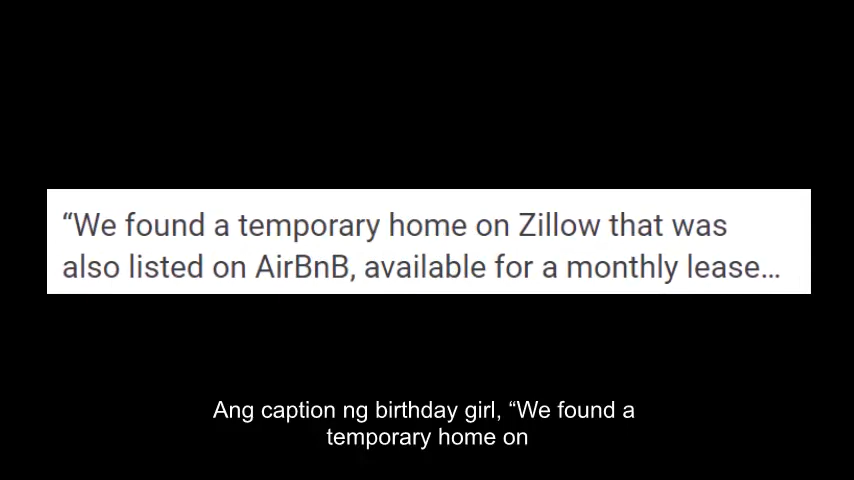 “We found a temporary home on Zillow that was
also listed on AirBnB, available for a monthly lease...
Ang caption ng birthday girl, “We found a
temporary home on